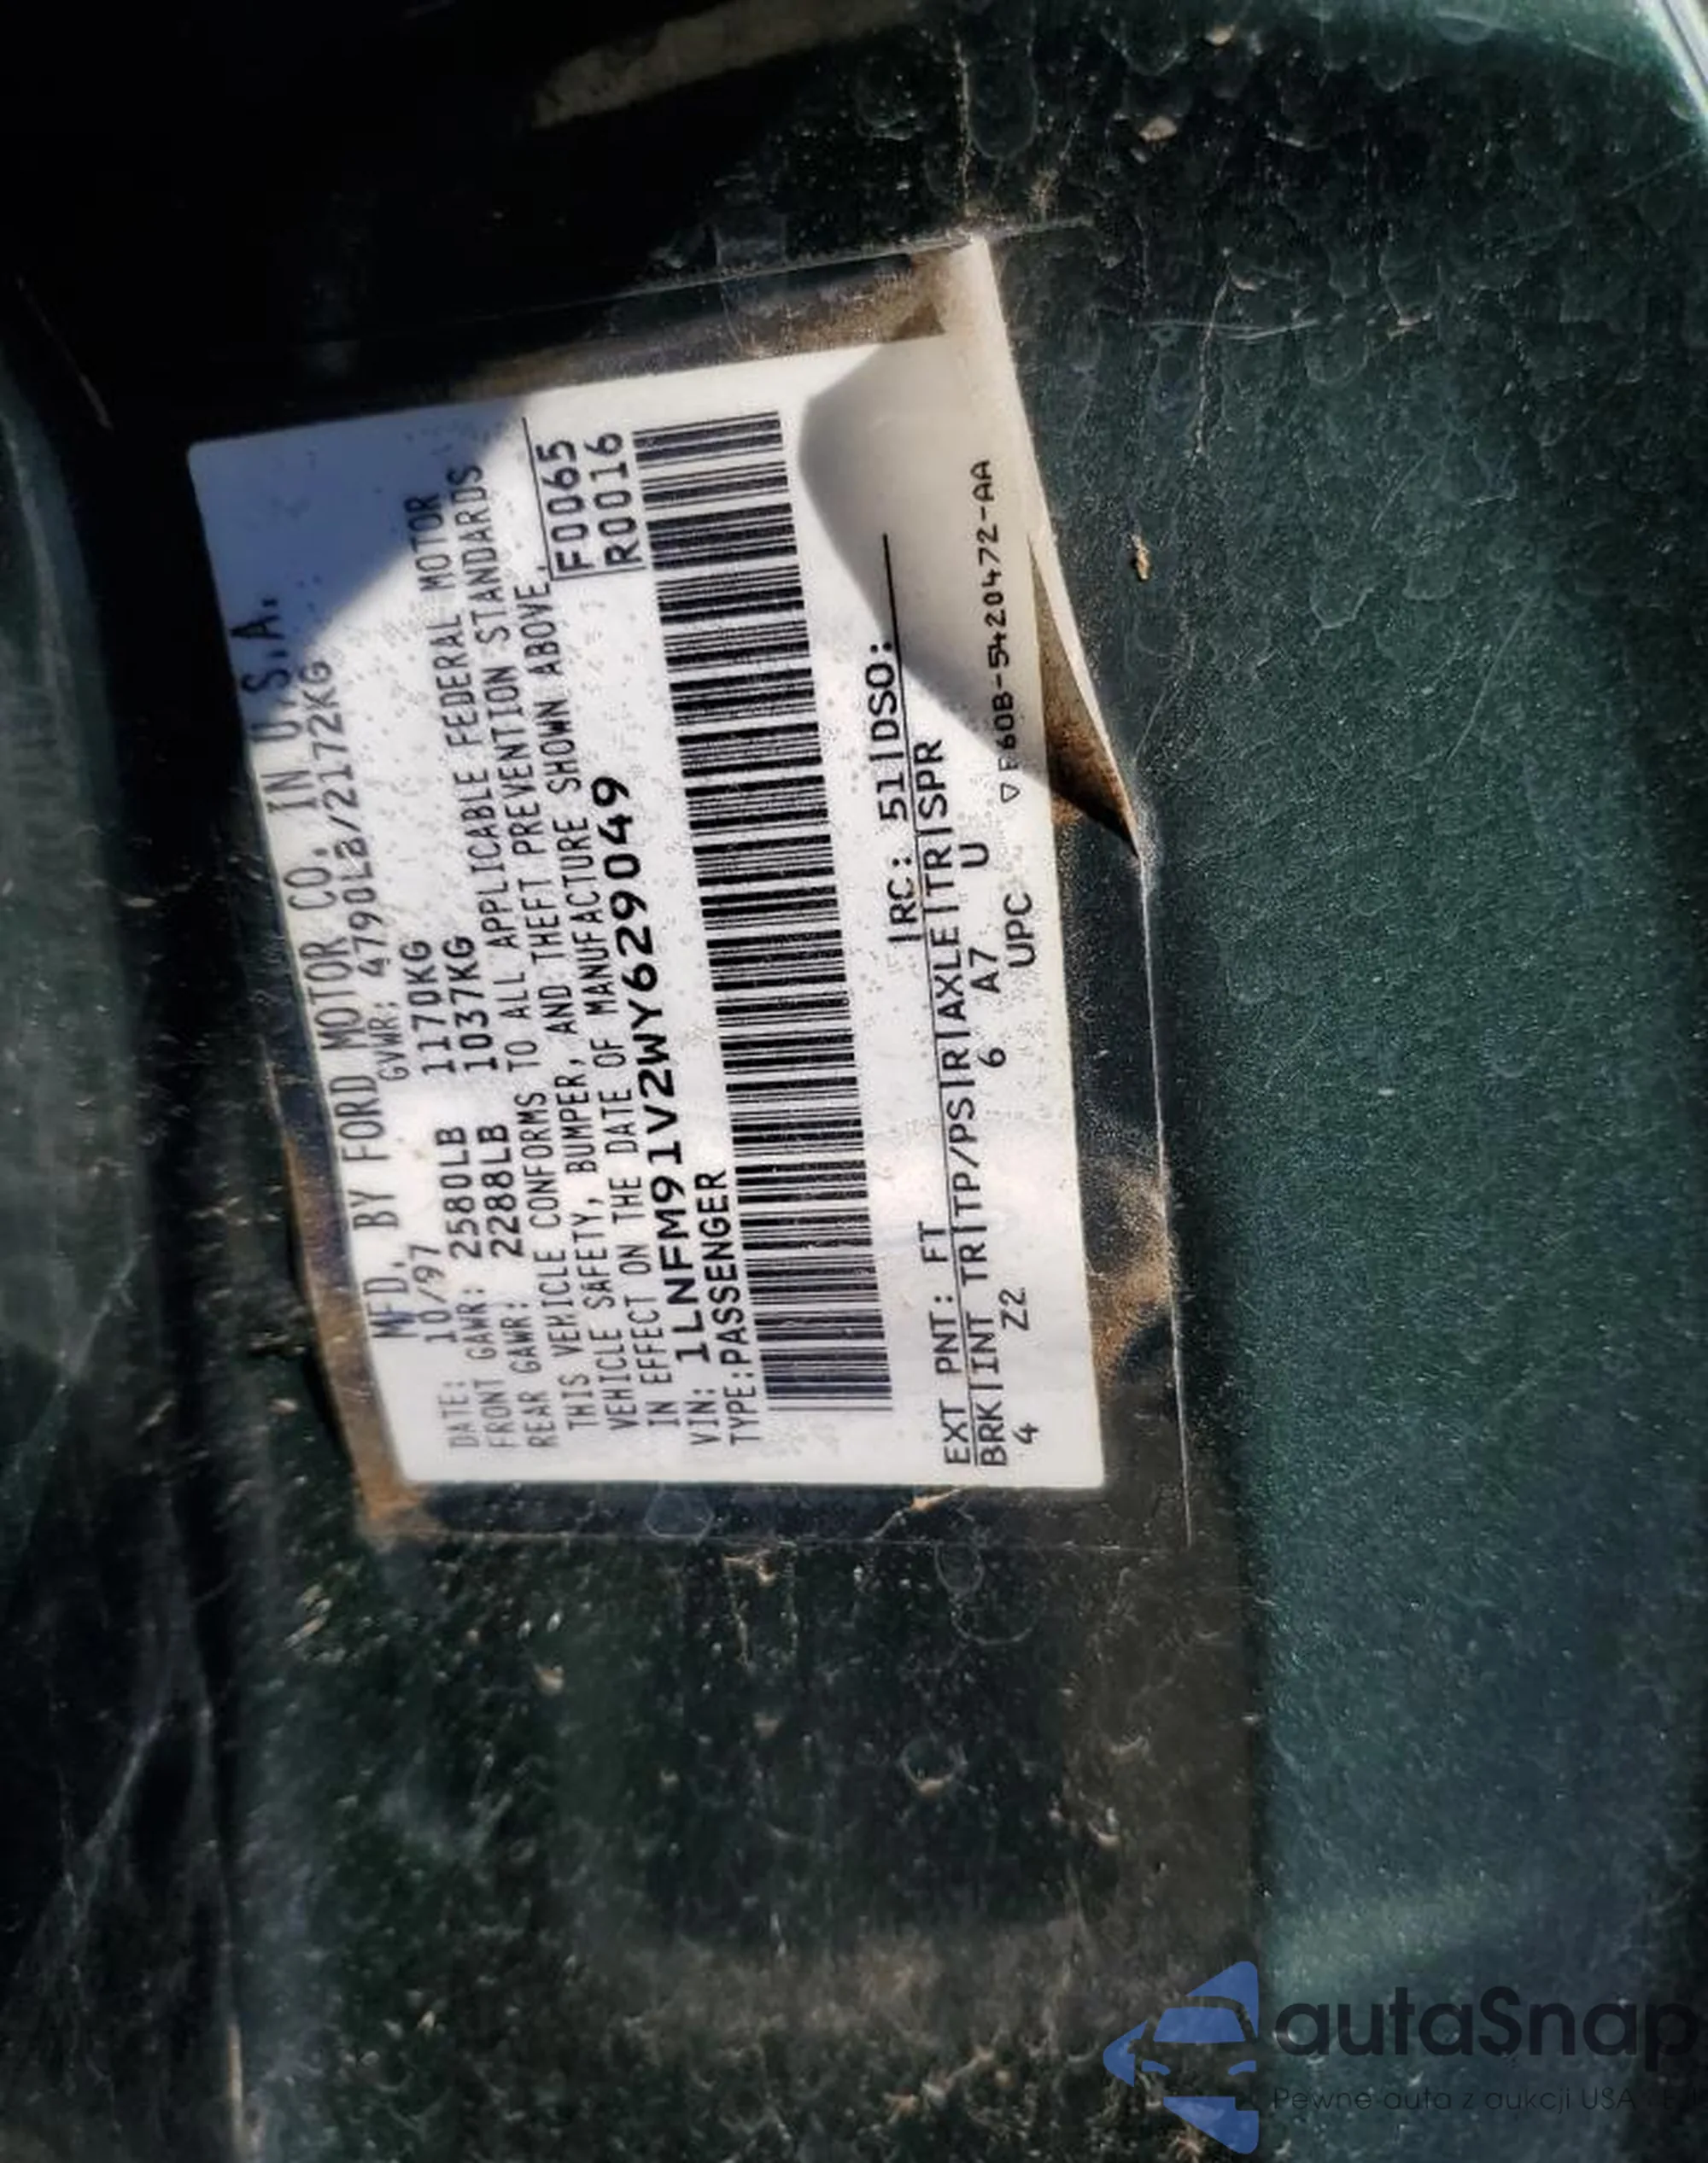 MFD. BY FORD MOTOR CO. IN U.S.A.
DATE: 10/97 GVWR: 4790LB/2172KG
FRONT GAWR: 2580LB 1170KG
REAR GAWR: 2288LB 1037KG
THIS VEHICLE CONFORMS TO ALL APPLICABLE FEDERAL MOTOR
VEHICLE SAFETY, BUMPER, AND THEFT PREVENTION STANDARDS
IN EFFECT ON THE DATE OF MANUFACTURE SHOWN ABOVE.
VIN: 1LNFM91V2WY629049 F0065
TYPE: PASSENGER R0016
EXT PNT: FT RC: 51 DSO:
BRK INT TR TP/PS R AXLE TR SPR
4 Z2 6 A7 U
UPC
▽ F60B-5420472-AA
autaSnap
Pewne auta z aukcji USA